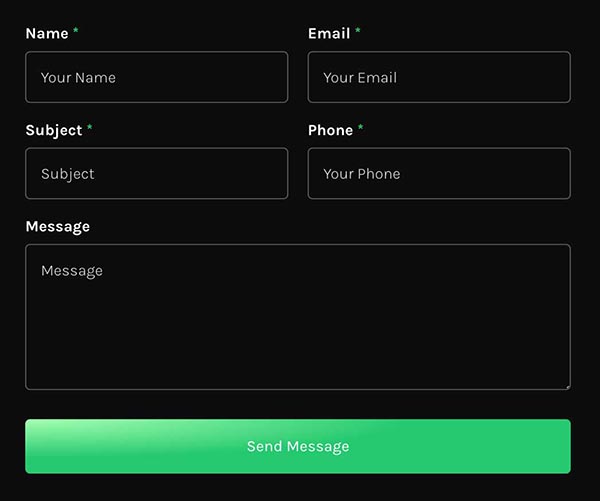 Name * Email *
Your Name Your Email
Subject * Phone *
Subject Your Phone
Message
Message
Send Message